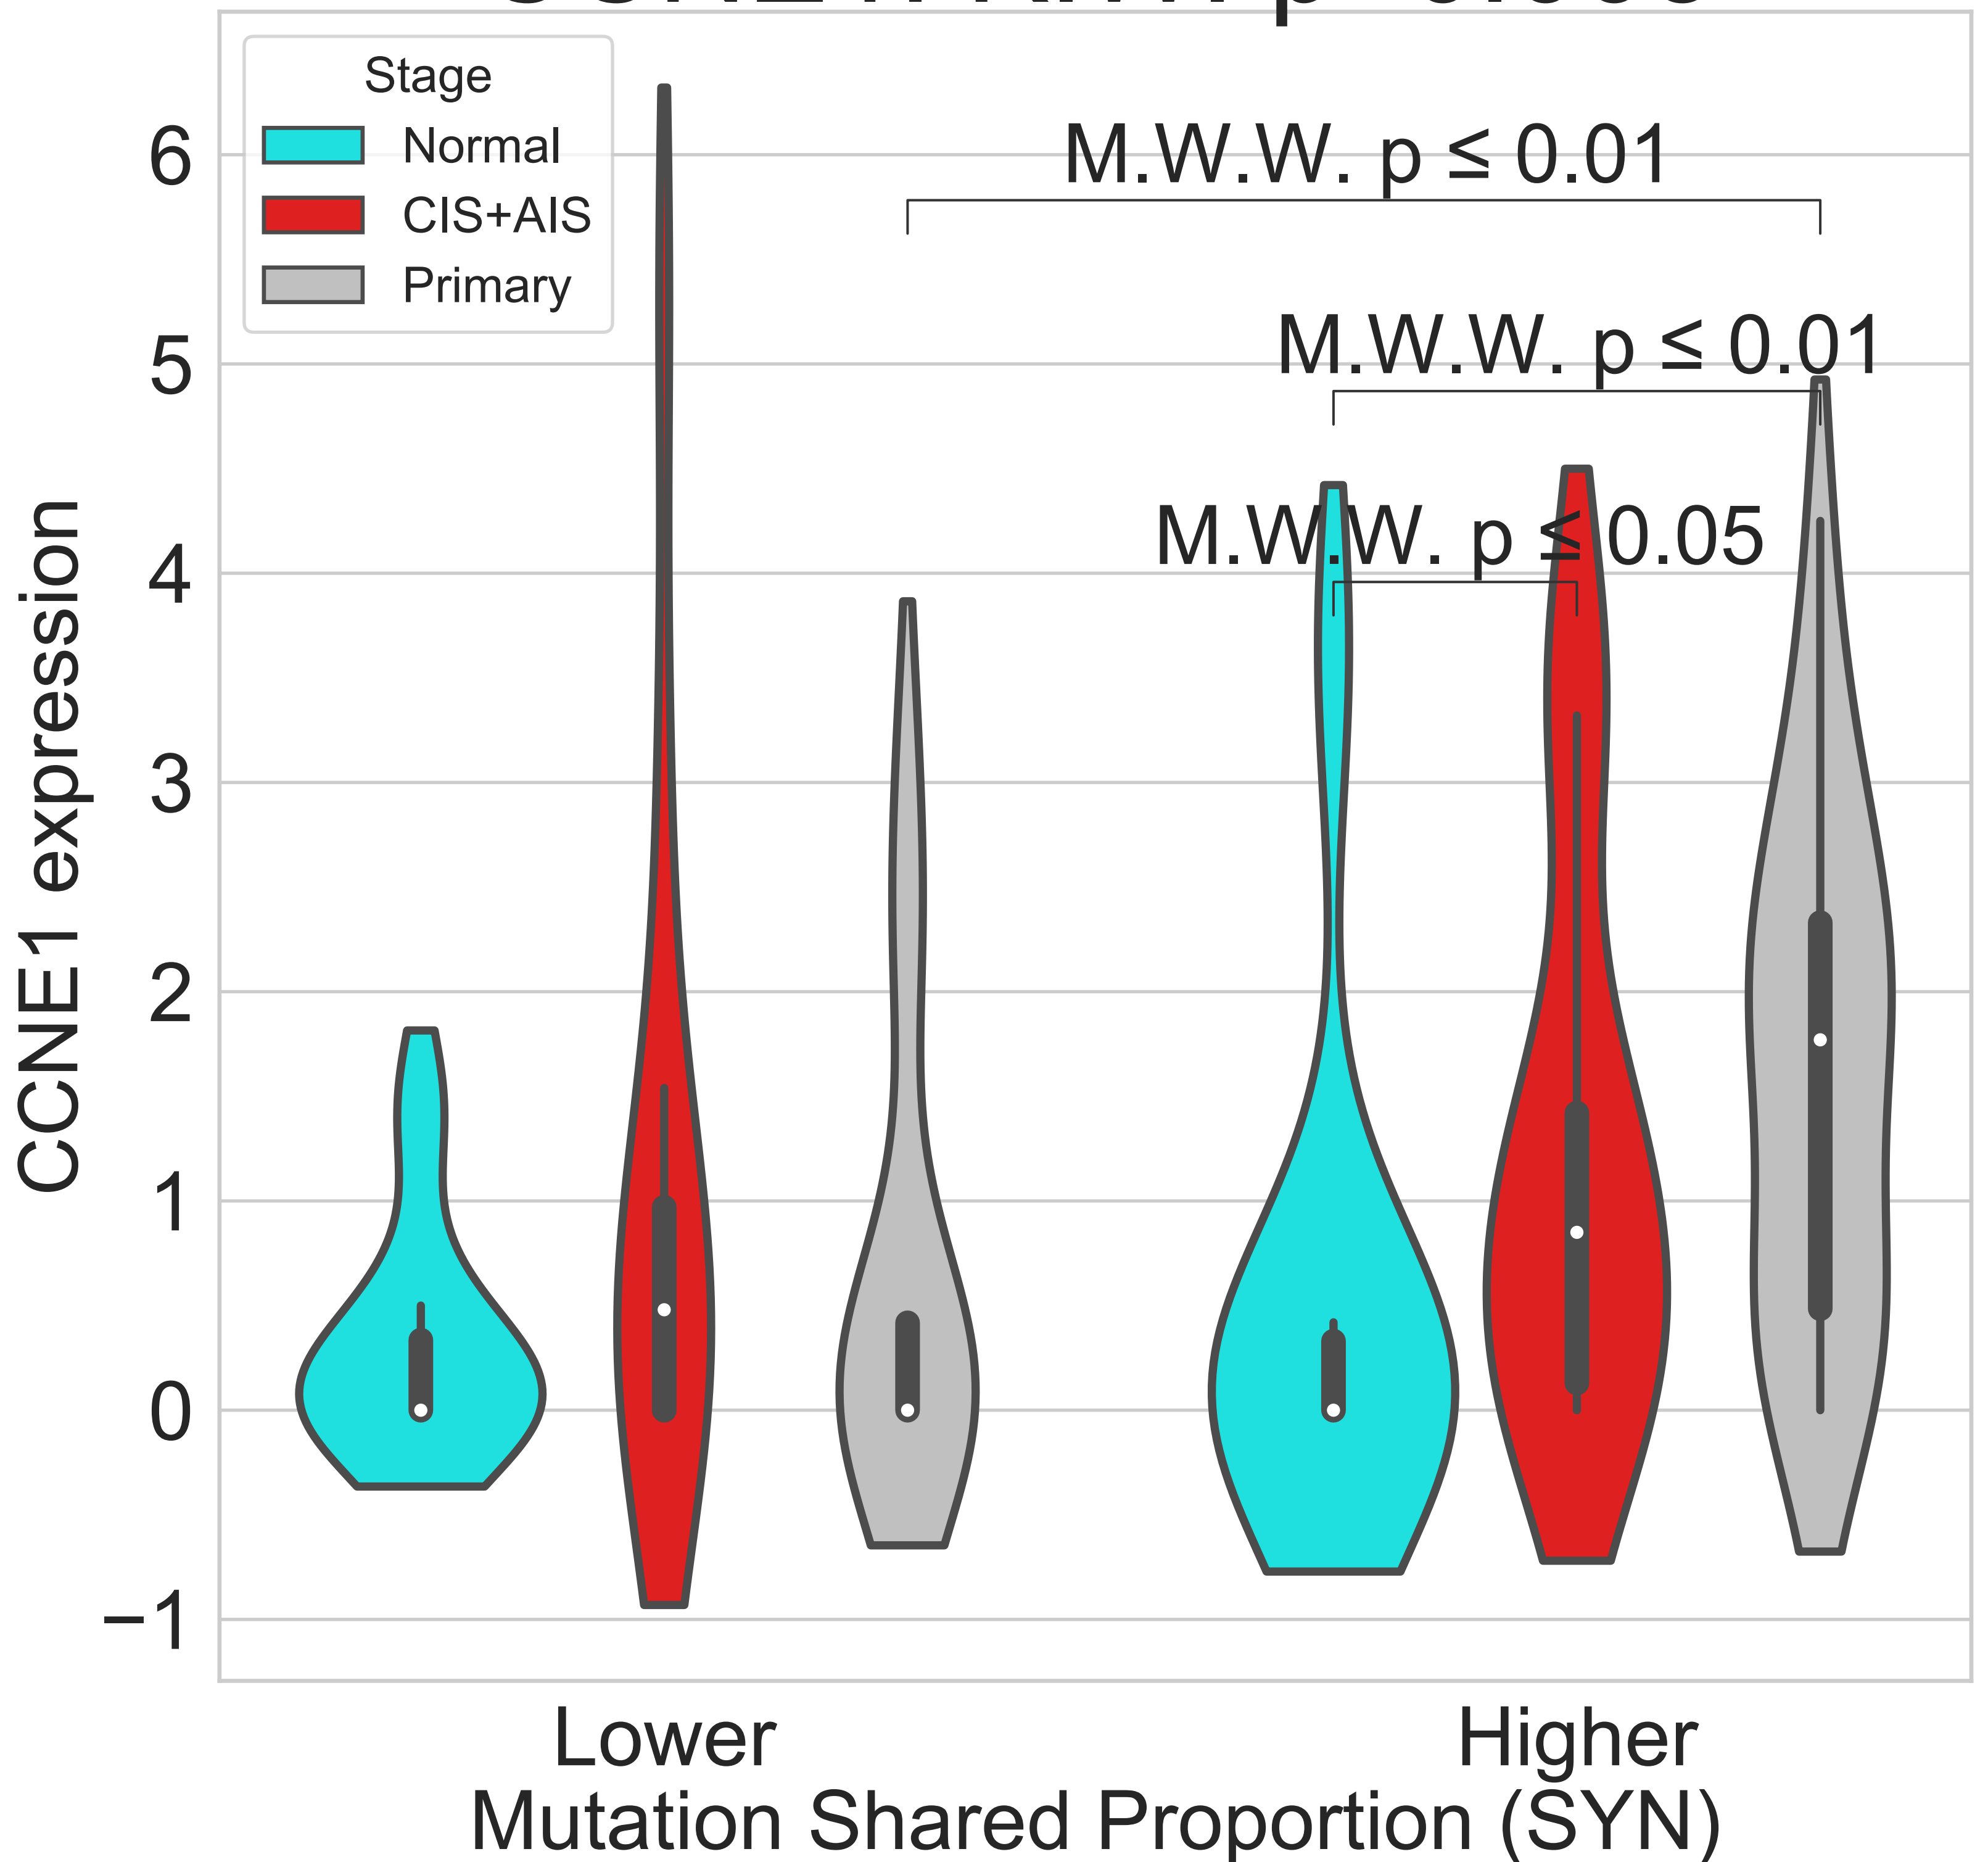 Stage
Normal
CIS+AIS
Primary
M.W.W. p ≤ 0.01
M.W.W. p ≤ 0.01
M.W.W. p ≤ 0.05
6
5
4
3
2
1
0
−1
CCNE1 expression
Lower
Higher
Mutation Shared Proportion (SYN)